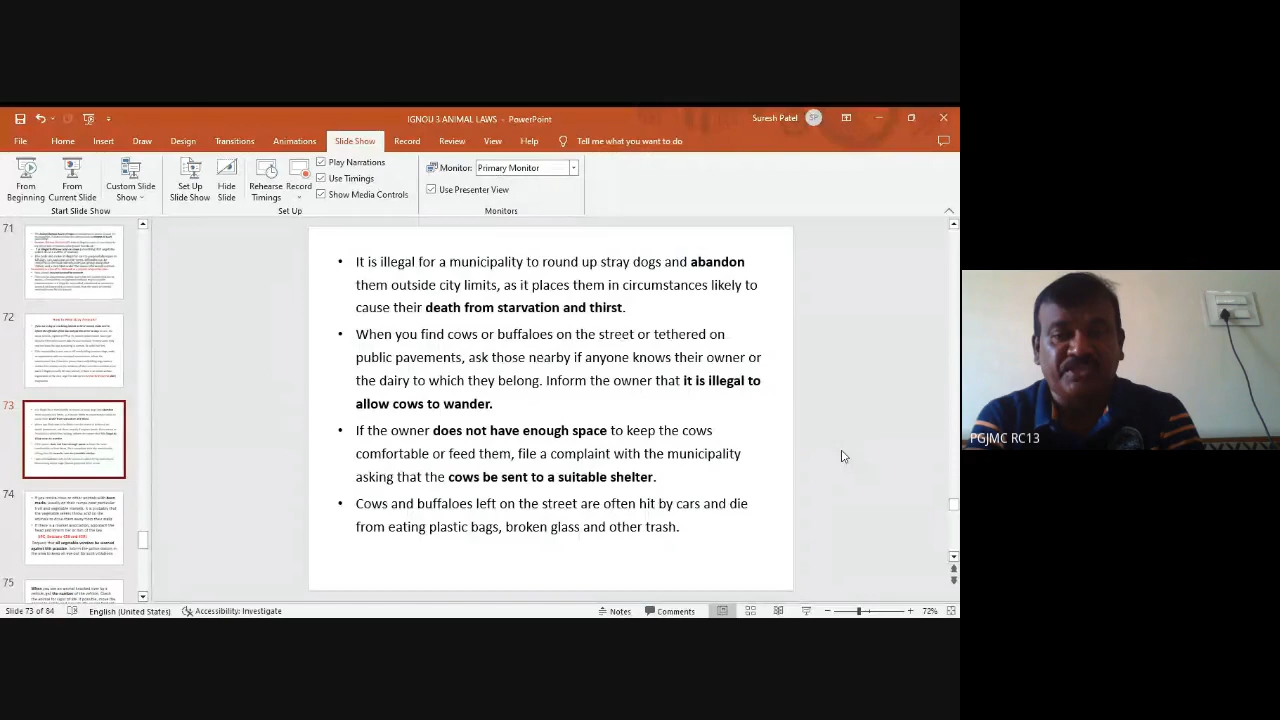 IGNOU 3 ANIMAL LAWS - PowerPoint
Suresh Patel
SP
File Home Insert Draw Design Transitions Animations Slide Show Record Review View Help Tell me what you want to do
From Beginning
From Current Slide
Custom Slide Show
Set Up Slide Show
Hide Slide
Rehearse Timings
Record
Play Narrations
Use Timings
Show Media Controls
Monitor: Primary Monitor
Use Presenter View
Start Slide Show
Set Up
Monitors
71
72
73
74
75
• It is illegal for a municipality to round up stray dogs and abandon
them outside city limits, as it places them in circumstances likely to
cause their death from starvation and thirst.
• When you find cows or buffaloes on the street or tethered on
public pavements, ask those nearby if anyone knows their owner or
the dairy to which they belong. Inform the owner that it is illegal to
allow cows to wander.
• If the owner does not have enough space to keep the cows
comfortable or feed them, file a complaint with the municipality
asking that the cows be sent to a suitable shelter.
• Cows and buffaloes left on the street are often hit by cars and die
from eating plastic bags, broken glass and other trash.
Slide 73 of 84
English (United States)
Accessibility: Investigate
Notes
Comments
72%
PGJMC RC13